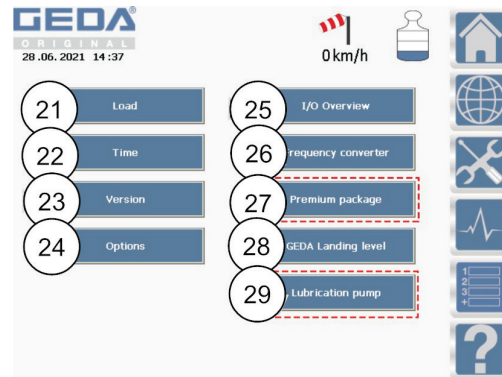 GEDA
ORIGINAL
28.06.2021 14:37
0km/h
21 Load
22 Time
23 Version
24 Options
25 I/O Overview
26 requency converter
27 Premium package
28 GEDA Landing level
29 Lubrication pump
1
2
3
+
?